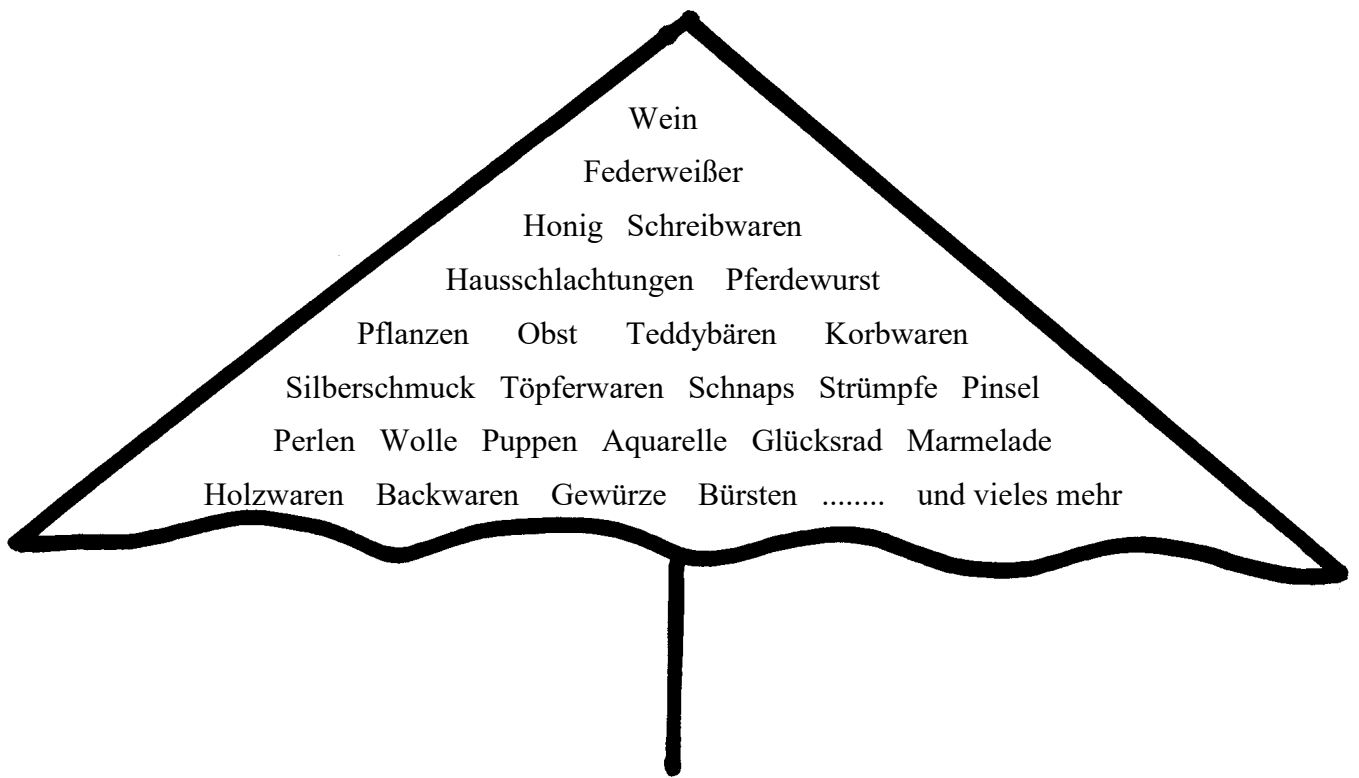 Wein
Federweißer
Honig Schreibwaren
Hausschlachtungen Pferdewurst
Pflanzen Obst Teddybären Korbwaren
Silberschmuck Töpferwaren Schnaps Strümpfe Pinsel
Perlen Wolle Puppen Aquarelle Glücksrad Marmelade
Holzwaren Backwaren Gewürze Bürsten ........ und vieles mehr